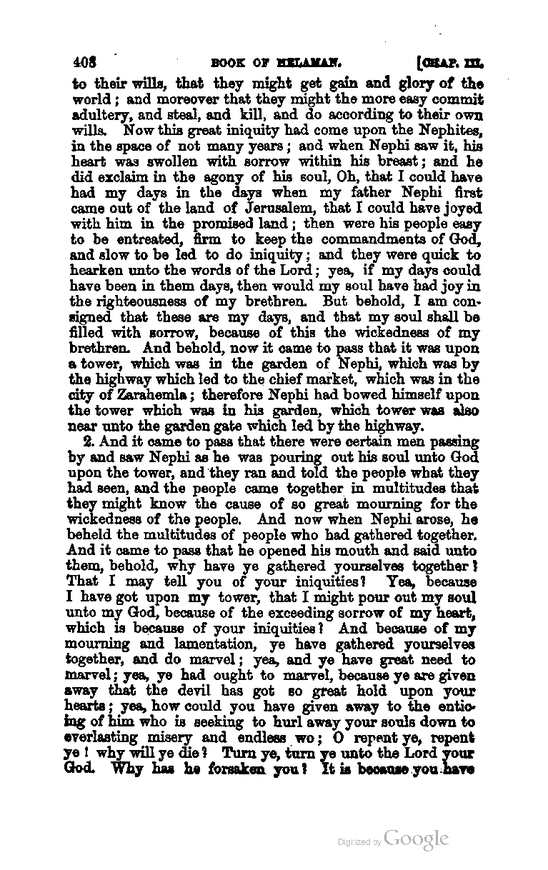 408 BOOK OF HELAMAN. [CHAP. III.
to their wills, that they might get gain and glory of the
world; and moreover that they might the more easy commit
adultery, and steal, and kill, and do according to their own
wills. Now this great iniquity had come upon the Nephites,
in the space of not many years; and when Nephi saw it, his
heart was swollen with sorrow within his breast; and he
did exclaim in the agony of his soul, Oh, that I could have
had my days in the days when my father Nephi first
came out of the land of Jerusalem, that I could have joyed
with him in the promised land; then were his people easy
to be entreated, firm to keep the commandments of God,
and slow to be led to do iniquity; and they were quick to
hearken unto the words of the Lord; yea, if my days could
have been in them days, then would my soul have had joy in
the righteousness of my brethren. But behold, I am con-
signed that these are my days, and that my soul shall be
filled with sorrow, because of this the wickedness of my
brethren. And behold, now it came to pass that it was upon
a tower, which was in the garden of Nephi, which was by
the highway which led to the chief market, which was in the
city of Zarahemla; therefore Nephi had bowed himself upon
the tower which was in his garden, which tower was also
near unto the garden gate which led by the highway.
2. And it came to pass that there were certain men passing
by and saw Nephi as he was pouring out his soul unto God
upon the tower, and they ran and told the people what they
had seen, and the people came together in multitudes that
they might know the cause of so great mourning for the
wickedness of the people. And now when Nephi arose, he
beheld the multitudes of people who had gathered together.
And it came to pass that he opened his mouth and said unto
them, behold, why have ye gathered yourselves together?
That I may tell you of your iniquities? Yea, because
I have got upon my tower, that I might pour out my soul
unto my God, because of the exceeding sorrow of my heart,
which is because of your iniquities? And because of my
mourning and lamentation, ye have gathered yourselves
together, and do marvel; yea, and ye have great need to
marvel; yea, ye had ought to marvel, because ye are given
away that the devil has got so great hold upon your
hearts; yea, how could you have given away to the entic-
ing of him who is seeking to hurl away your souls down to
everlasting misery and endless wo; O repent ye, repent
ye! why will ye die? Turn ye, turn ye unto the Lord your
God. Why has he forsaken you? It is because you have
Digitized by Google